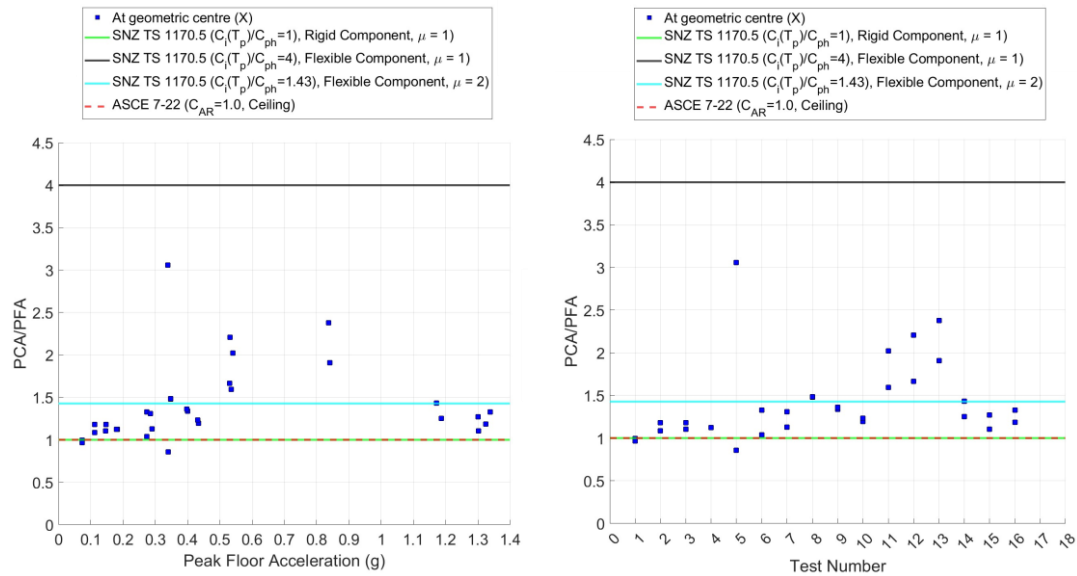 At geometric centre (X)
SNZ TS 1170.5 (Ci(Tp)/Cph=1), Rigid Component, μ = 1)
SNZ TS 1170.5 (Ci(Tp)/Cph=4), Flexible Component, μ = 1)
SNZ TS 1170.5 (Ci(Tp)/Cph=1.43), Flexible Component, μ = 2)
ASCE 7-22 (CAR=1.0, Ceiling)
4.5
4
3.5
3
2.5
2
1.5
1
0.5
0
PCA/PFA
0 0.1 0.2 0.3 0.4 0.5 0.6 0.7 0.8 0.9 1 1.1 1.2 1.3 1.4
Peak Floor Acceleration (g)
At geometric centre (X)
SNZ TS 1170.5 (Ci(Tp)/Cph=1), Rigid Component, μ = 1)
SNZ TS 1170.5 (Ci(Tp)/Cph=4), Flexible Component, μ = 1)
SNZ TS 1170.5 (Ci(Tp)/Cph=1.43), Flexible Component, μ = 2)
ASCE 7-22 (CAR=1.0, Ceiling)
4.5
4
3.5
3
2.5
2
1.5
1
0.5
0
PCA/PFA
0 1 2 3 4 5 6 7 8 9 10 11 12 13 14 15 16 17 18
Test Number